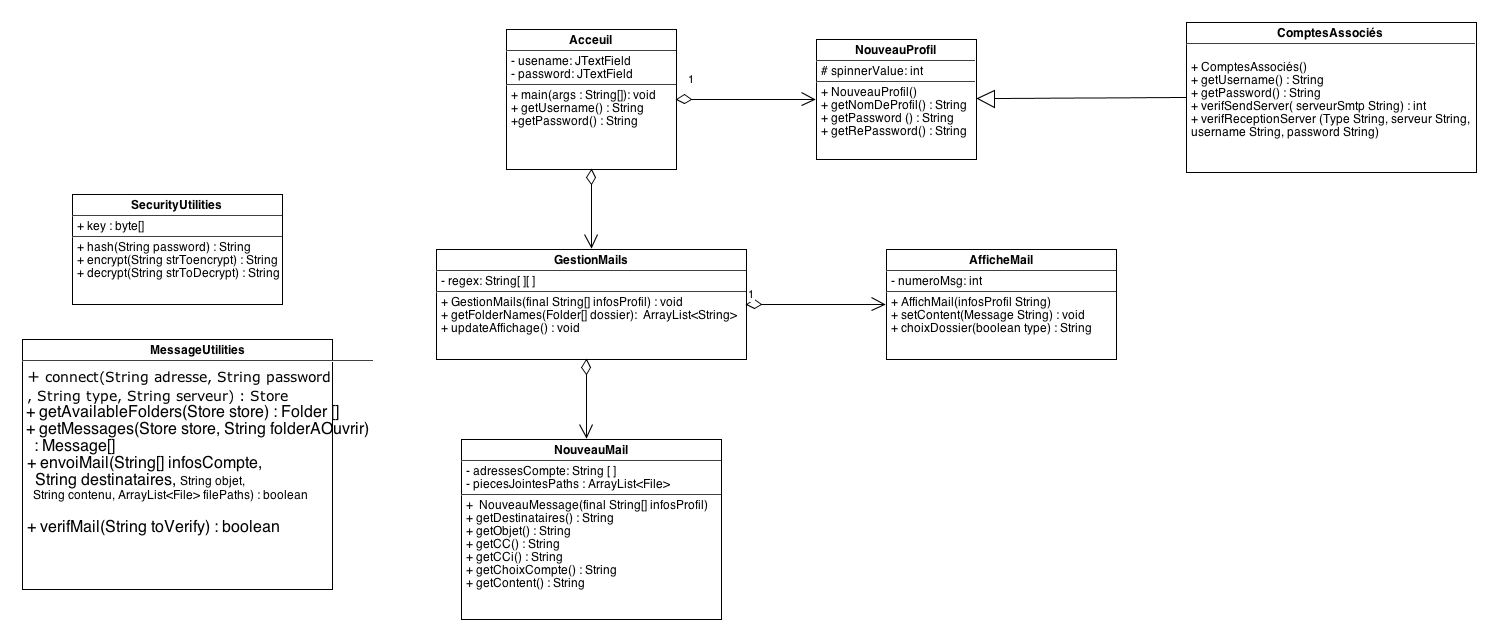 Acceuil
- usename: JTextField
- password: JTextField
+ main(args : String[]): void
+ getUsername() : String
+getPassword() : String
1
NouveauProfil
# spinnerValue: int
+ NouveauProfil()
+ getNomDeProfil() : String
+ getPassword () : String
+ getRePassword() : String
ComptesAssociés
+ ComptesAssociés()
+ getUsername() : String
+ getPassword() : String
+ verifSendServer( serveurSmtp String) : int
+ verifReceptionServer (Type String, serveur String,
username String, password String)
SecurityUtilities
+ key : byte[]
+ hash(String password) : String
+ encrypt(String strToencrypt) : String
+ decrypt(String strToDecrypt) : String
GestionMails
- regex: String[ ][ ]
+ GestionMails(final String[] infosProfil) : void
+ getFolderNames(Folder[] dossier):  ArrayList<String>
+ updateAffichage() : void
1
AfficheMail
- numeroMsg: int
+ AffichMail(infosProfil String)
+ setContent(Message String) : void
+ choixDossier(boolean type) : String
MessageUtilities
+ connect(String adresse, String password
, String type, String serveur) : Store
+ getAvailableFolders(Store store) : Folder []
+ getMessages(Store store, String folderAOuvrir)
: Message[]
+ envoiMail(String[] infosCompte,
String destinataires, String objet,
String contenu, ArrayList<File> filePaths) : boolean
+ verifMail(String toVerify) : boolean
NouveauMail
- adressesCompte: String [ ]
- piecesJointesPaths : ArrayList<File>
+  NouveauMessage(final String[] infosProfil)
+ getDestinataires() : String
+ getObjet() : String
+ getCC() : String
+ getCCi() : String
+ getChoixCompte() : String
+ getContent() : String